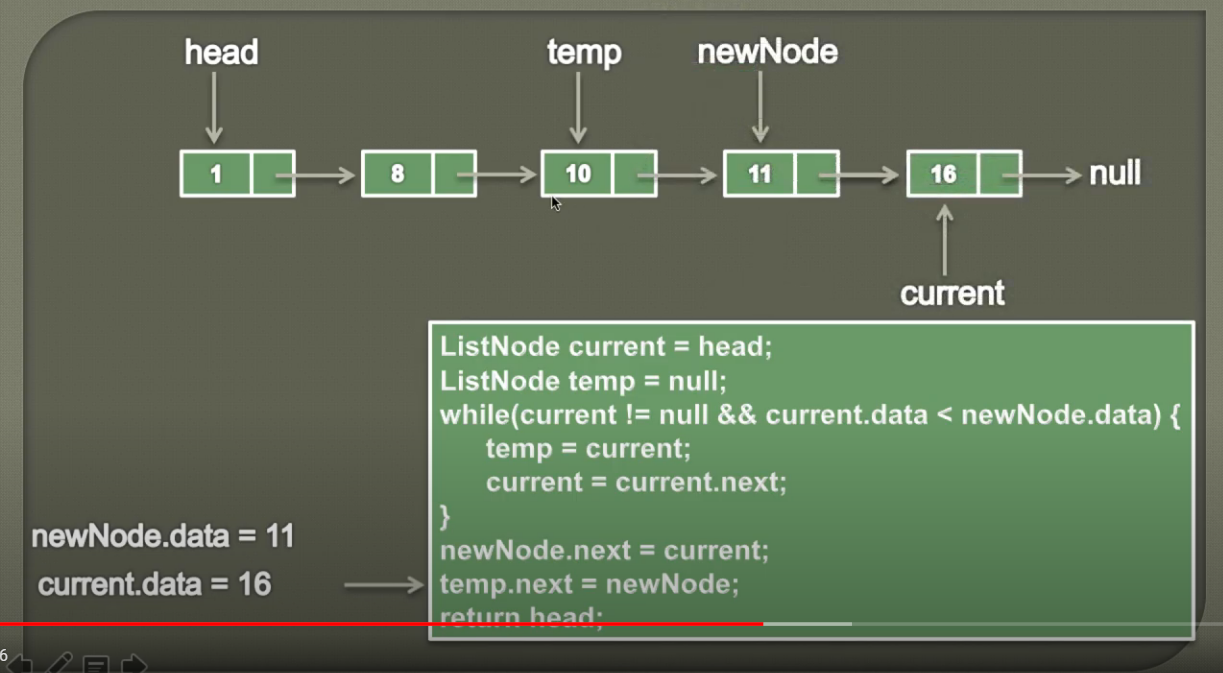 head temp newNode
1 8 10 11 16 null
current
ListNode current = head;
ListNode temp = null;
while(current != null && current.data < newNode.data) {
temp = current;
current = current.next;
}
newNode.data = 11
newNode.next = current;
current.data = 16
temp.next = newNode;
return head;
6